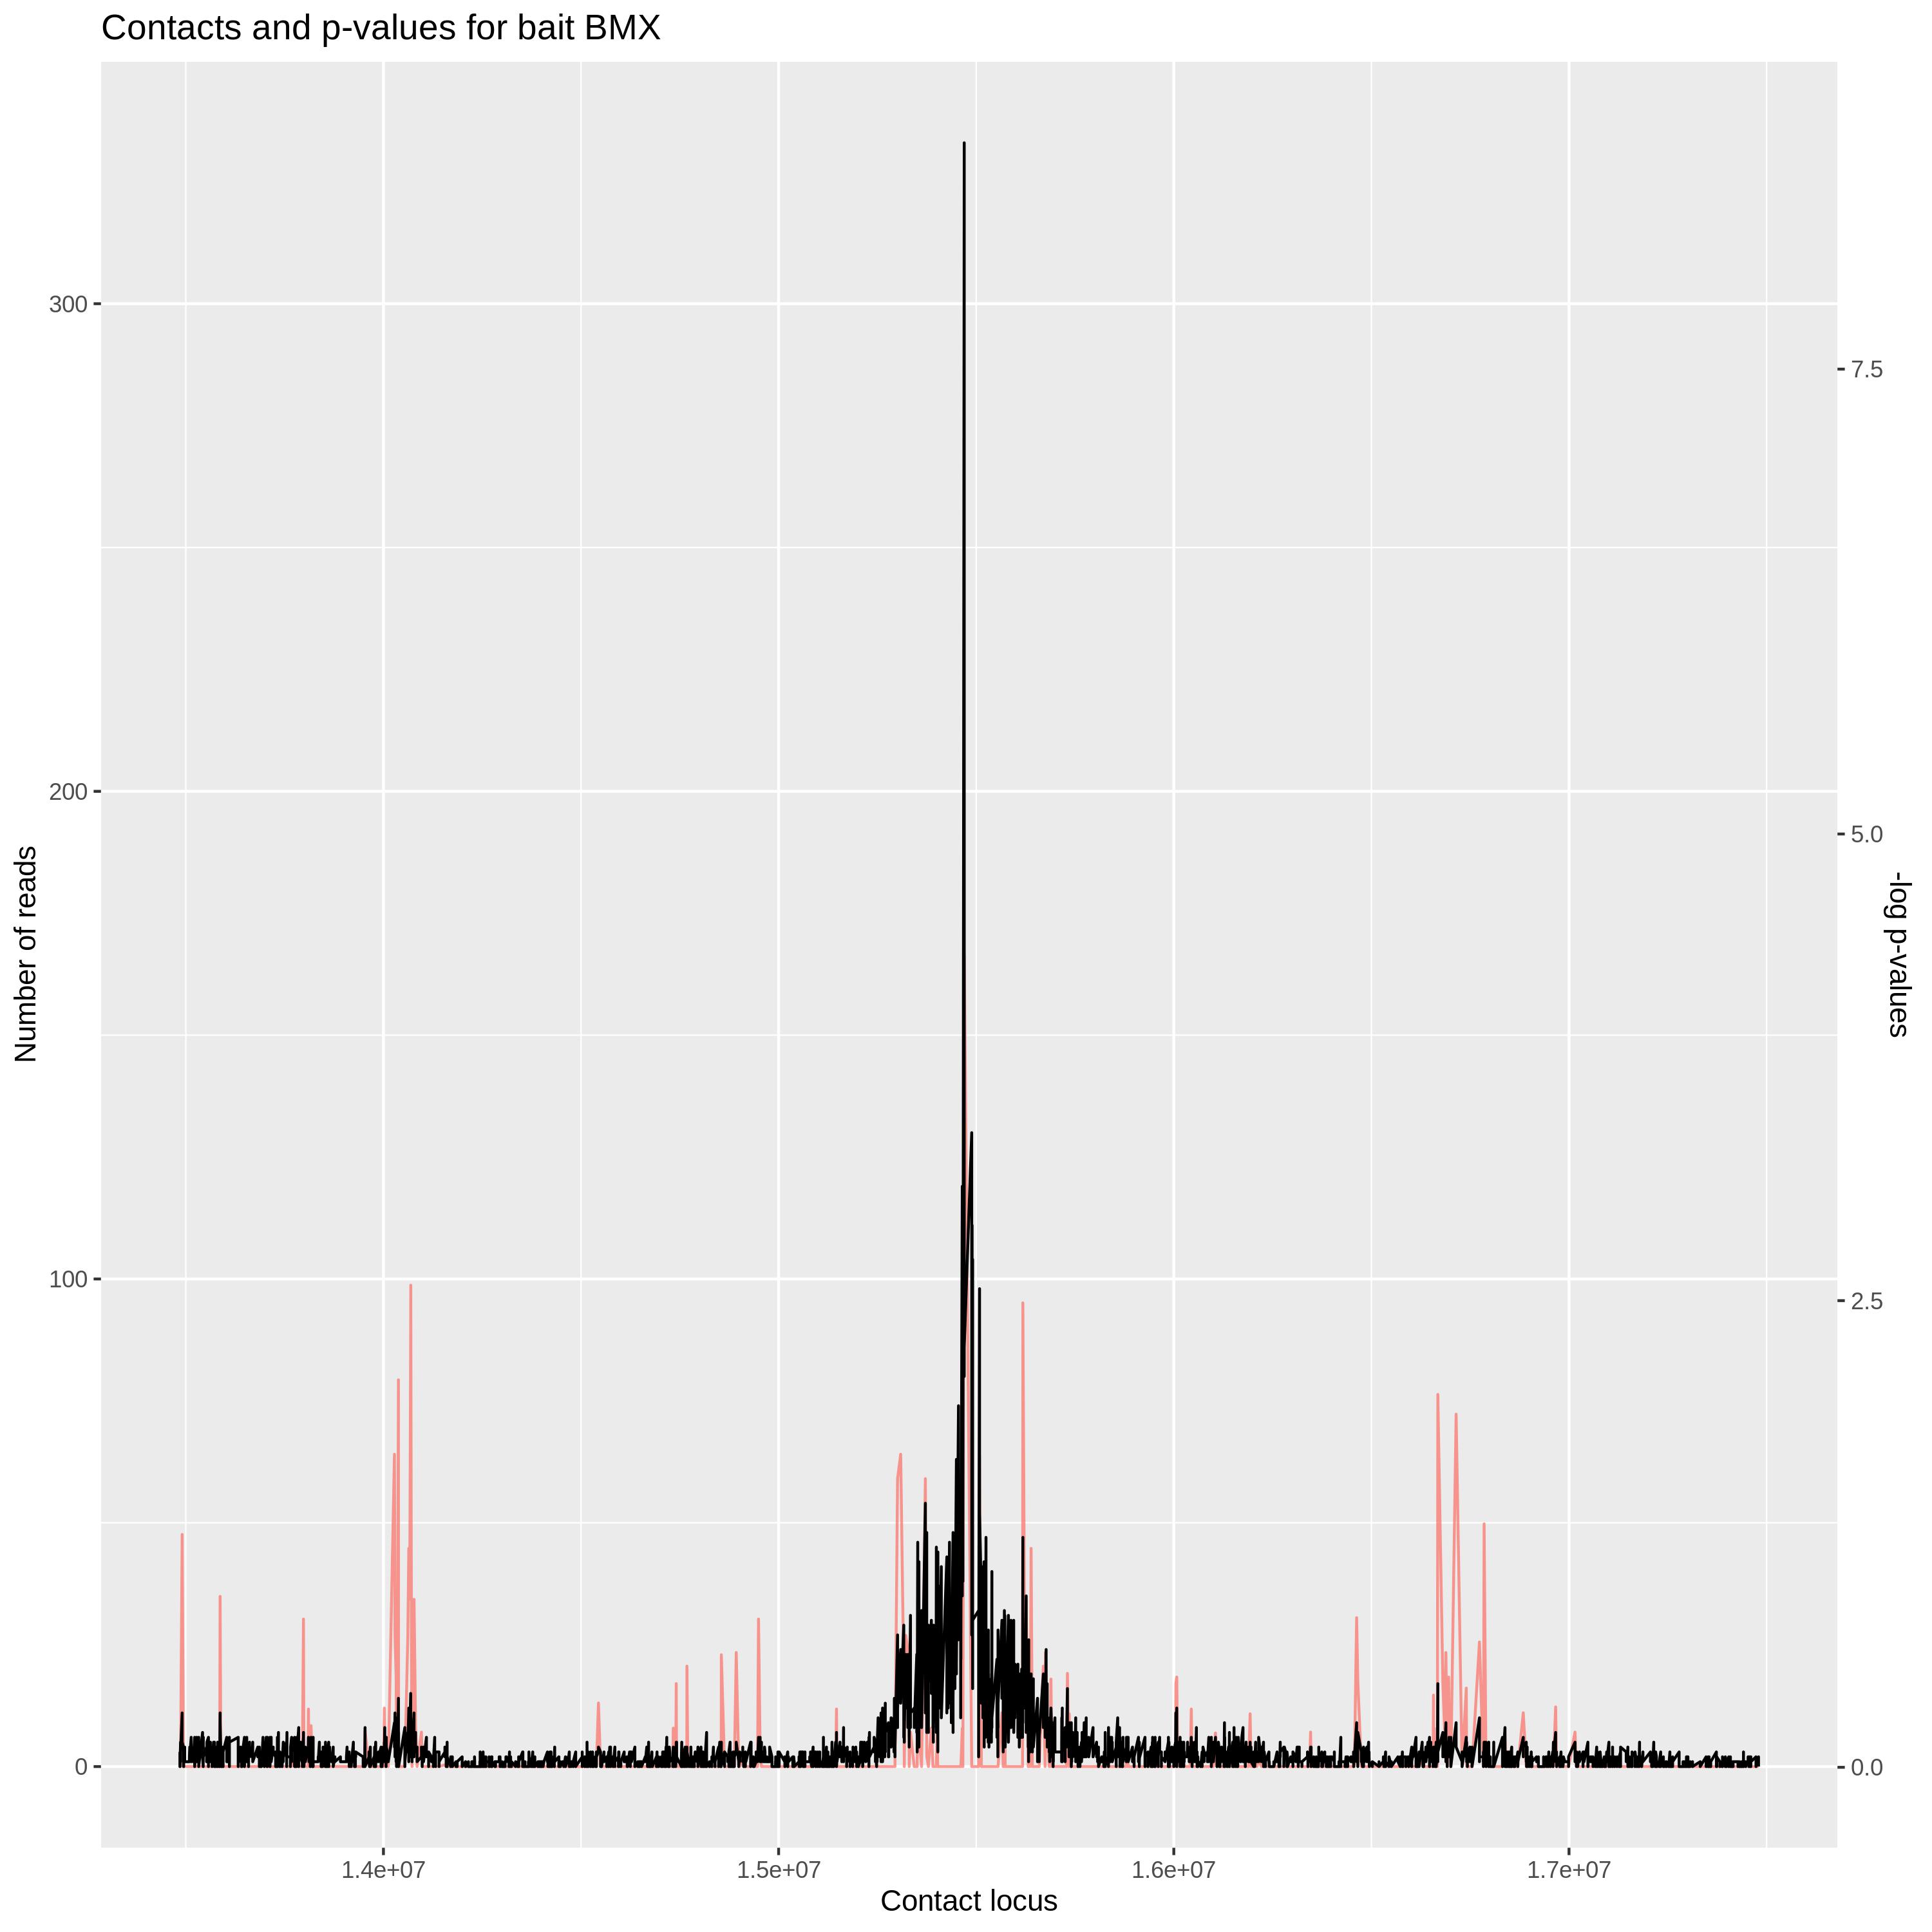 Contacts and p-values for bait BMX
300
200
100
0
Number of reads
7.5
5.0
2.5
0.0
-log p-values
1.4e+07
1.5e+07
1.6e+07
1.7e+07
Contact locus